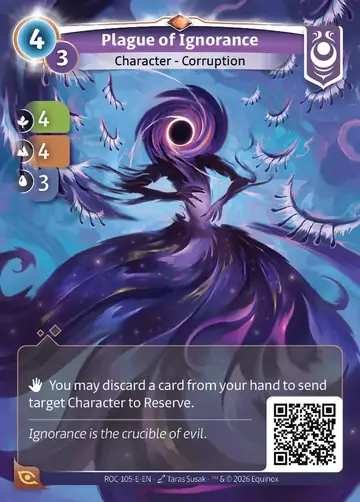 4
Plague of Ignorance
3
Character - Corruption
4
4
3
You may discard a card from your hand to send
target Character to Reserve.
Ignorance is the crucible of evil.
ROC-105-E-EN - Taras Susak - ™ & © 2026 Equinox